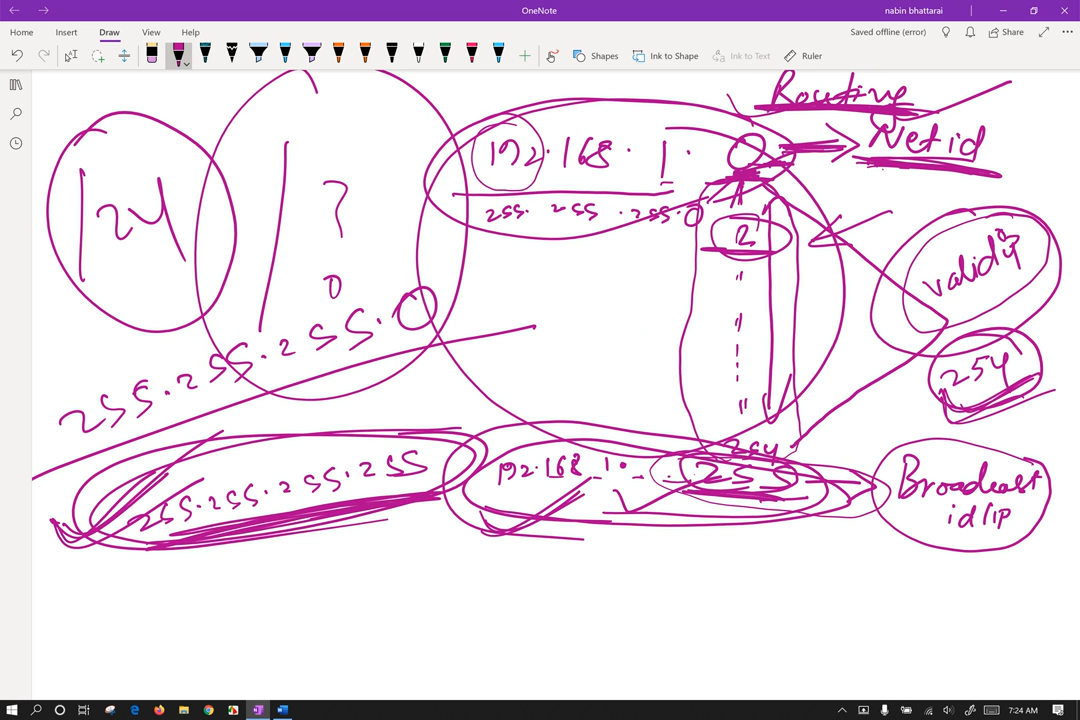 OneNote
nabin bhattarai
Home Insert Draw View Help
Saved offline (error)
Share
Shapes
Ink to Shape
Ink to Text
Ruler
Routing
192.168.1.0
Net id
255.255.255.0
/24
/ ?
2
"
"
"
254
valid ip
254
0
255.255.255.0
192.168.1.255
255.255.255.255
Broadcast
id/ip
7:24 AM